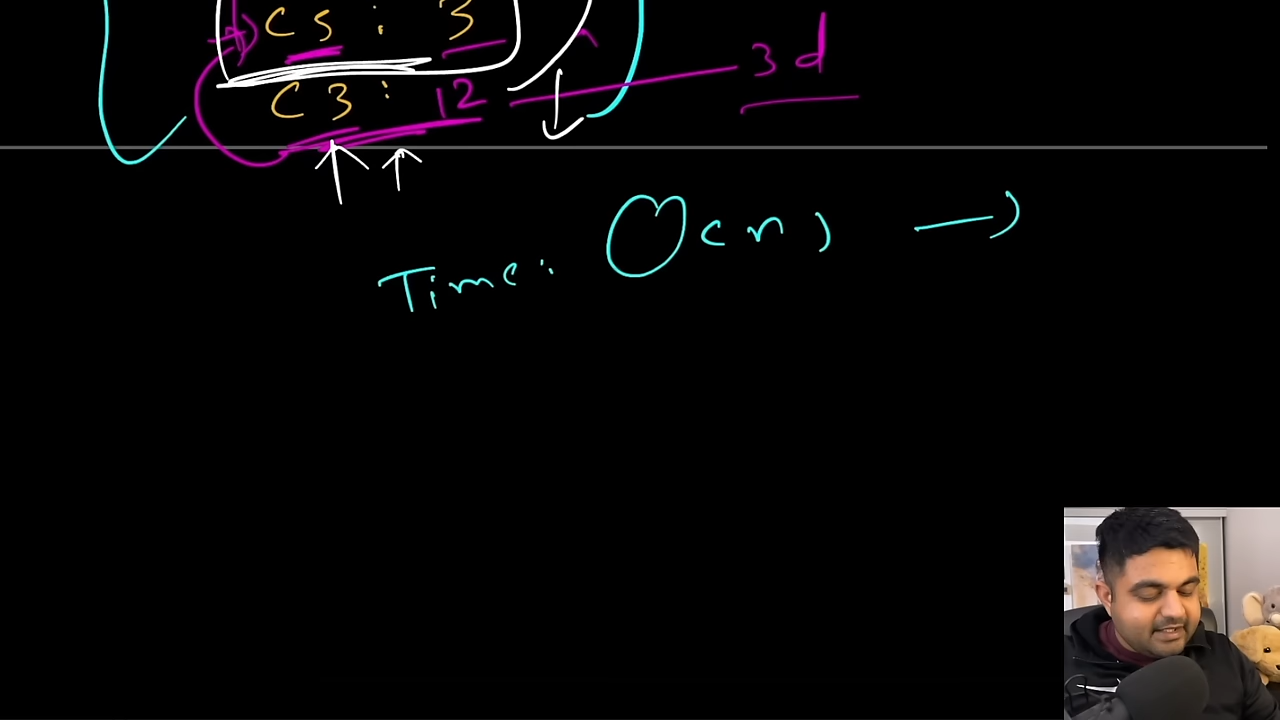 C5 : 3
C3 : 12
3d
Time: O(n) →